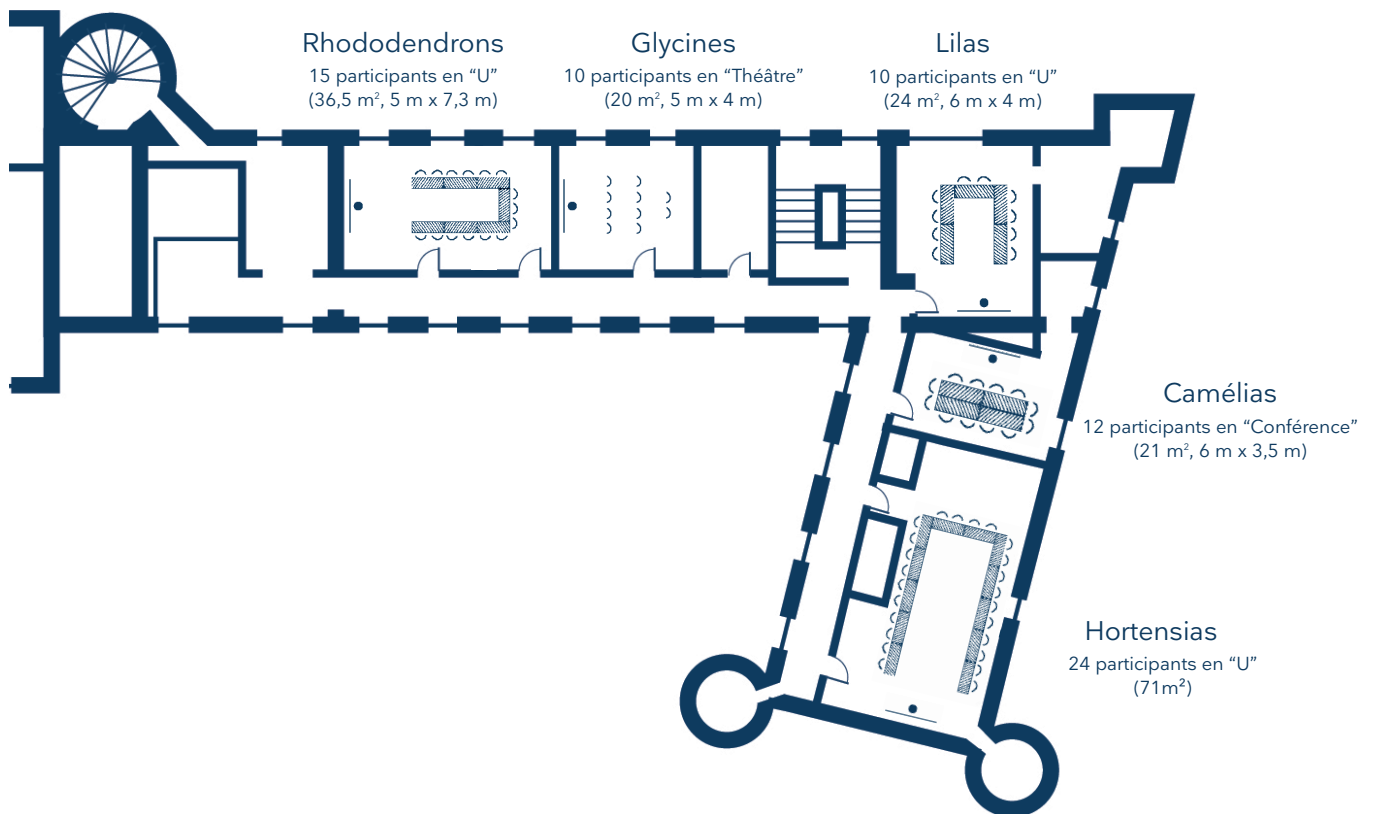 Rhododendrons
15 participants en “U”
(36,5 m², 5 m x 7,3 m)
Glycines
10 participants en “Théâtre”
(20 m², 5 m x 4 m)
Lilas
10 participants en “U”
(24 m², 6 m x 4 m)
Camélias
12 participants en “Conférence”
(21 m², 6 m x 3,5 m)
Hortensias
24 participants en “U”
(71m²)